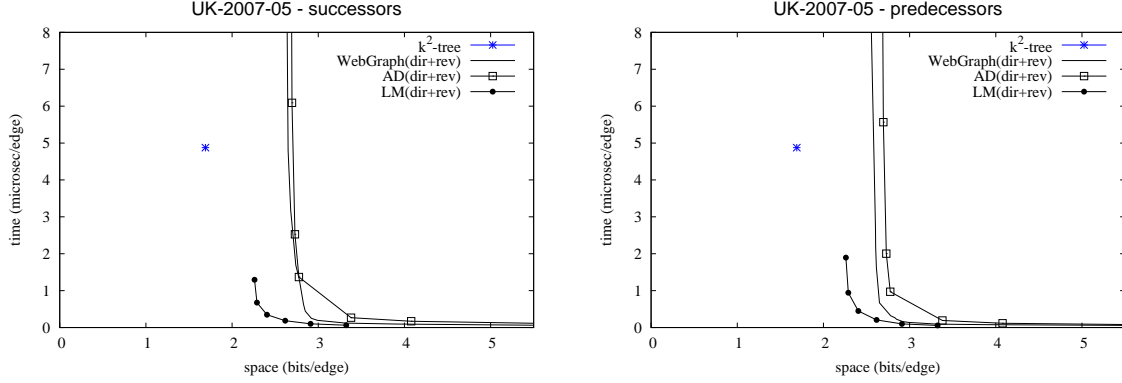 UK-2007-05 - successors
8
7
6
5
4
3
2
1
0
time (microsec/edge)
0 1 2 3 4 5
space (bits/edge)
k²-tree
WebGraph(dir+rev)
AD(dir+rev)
LM(dir+rev)
UK-2007-05 - predecessors
8
7
6
5
4
3
2
1
0
time (microsec/edge)
0 1 2 3 4 5
space (bits/edge)
k²-tree
WebGraph(dir+rev)
AD(dir+rev)
LM(dir+rev)